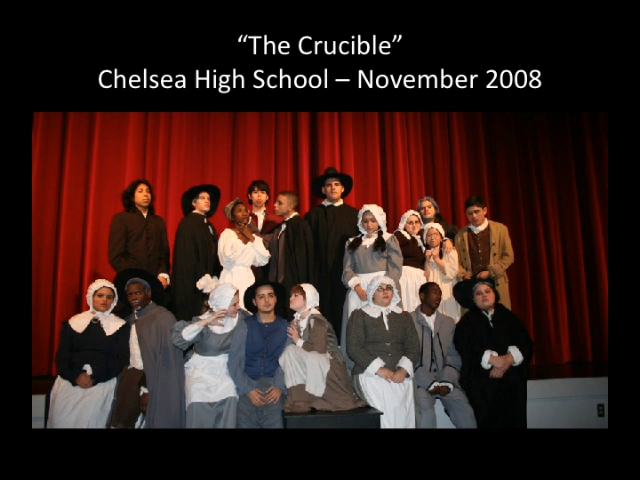 “The Crucible”
Chelsea High School – November 2008